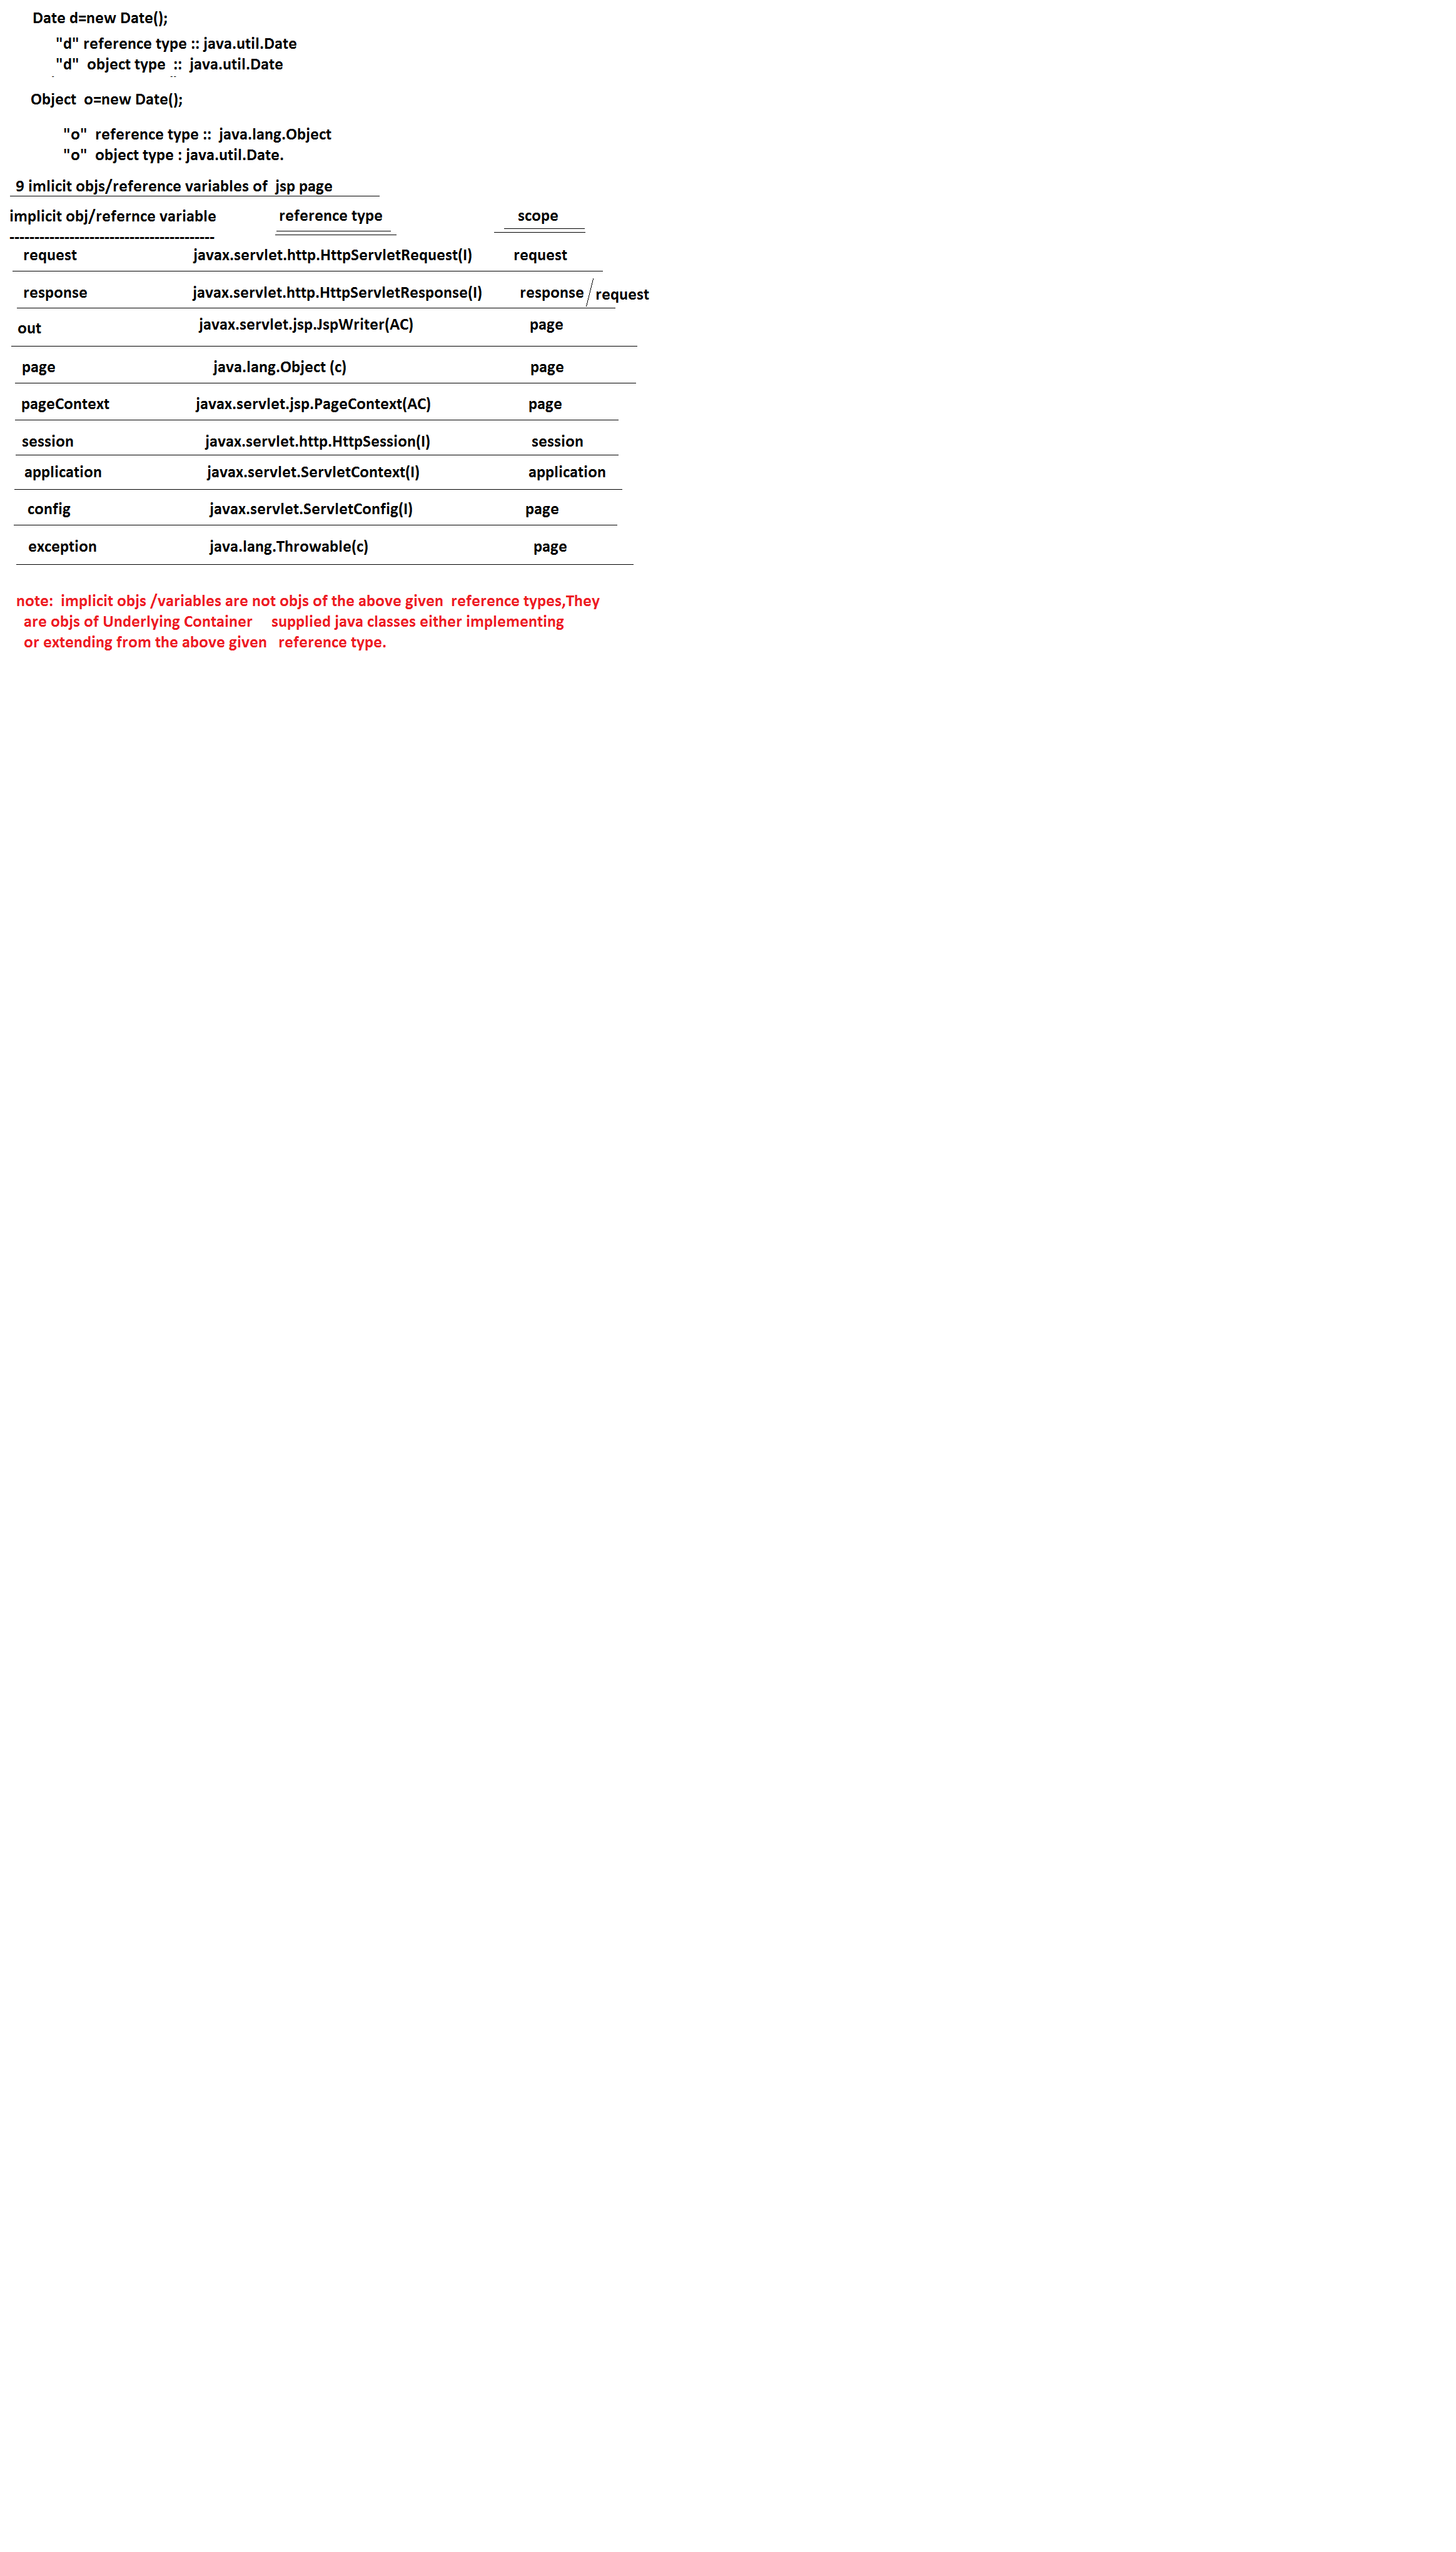 Date d=new Date();
"d" reference type :: java.util.Date
"d" object type :: java.util.Date
Object o=new Date();
"o" reference type :: java.lang.Object
"o" object type : java.util.Date.
9 imlicit objs/reference variables of jsp page
implicit obj/refernce variable reference type scope
-----------------------------------------
request javax.servlet.http.HttpServletRequest(I) request
response javax.servlet.http.HttpServletResponse(I) response / request
out javax.servlet.jsp.JspWriter(AC) page
page java.lang.Object (c) page
pageContext javax.servlet.jsp.PageContext(AC) page
session javax.servlet.http.HttpSession(I) session
application javax.servlet.ServletContext(I) application
config javax.servlet.ServletConfig(I) page
exception java.lang.Throwable(c) page
note: implicit objs /variables are not objs of the above given reference types,They
are objs of Underlying Container supplied java classes either implementing
or extending from the above given reference type.